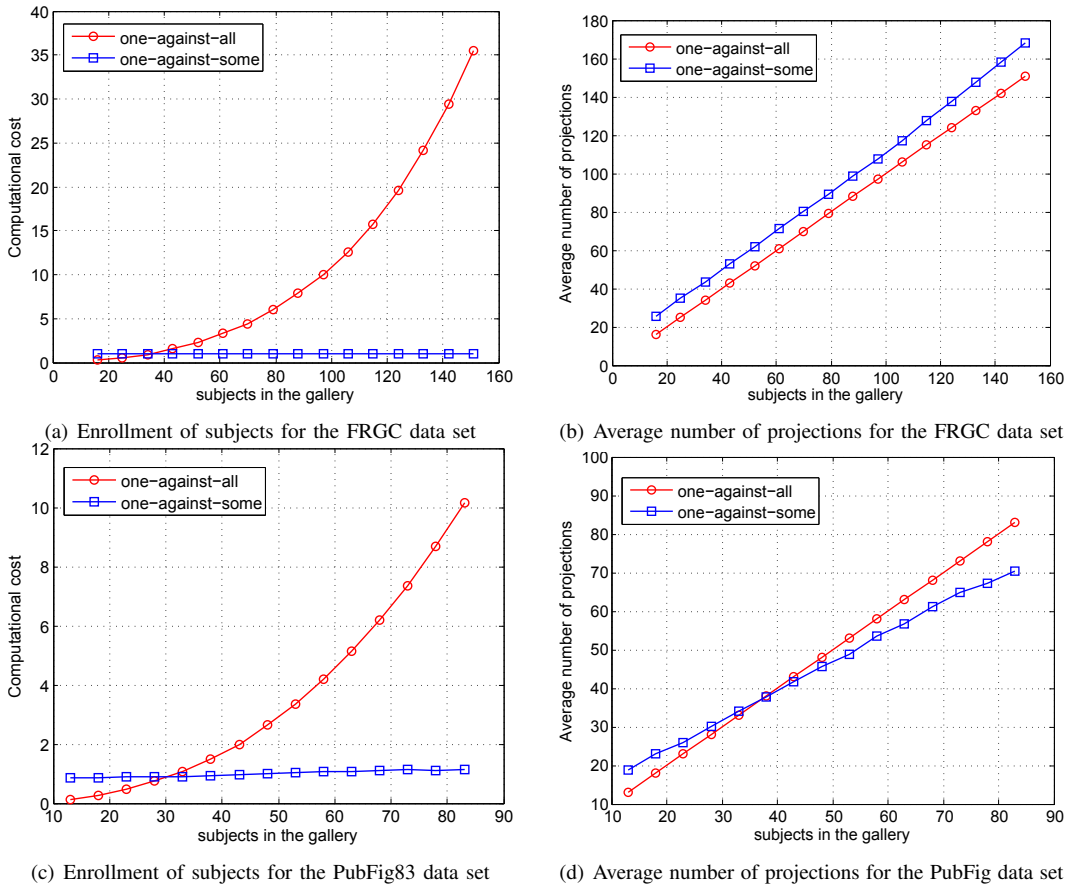 40
35
30
25
20
15
10
5
0
Computational cost
one-against-all
one-against-some
0 20 40 60 80 100 120 140 160
subjects in the gallery
(a) Enrollment of subjects for the FRGC data set
180
160
140
120
100
80
60
40
20
0
Average number of projections
one-against-all
one-against-some
0 20 40 60 80 100 120 140 160
subjects in the gallery
(b) Average number of projections for the FRGC data set
12
10
8
6
4
2
0
Computational cost
one-against-all
one-against-some
10 20 30 40 50 60 70 80 90
subjects in the gallery
(c) Enrollment of subjects for the PubFig83 data set
100
90
80
70
60
50
40
30
20
10
Average number of projections
one-against-all
one-against-some
10 20 30 40 50 60 70 80 90
subjects in the gallery
(d) Average number of projections for the PubFig data set